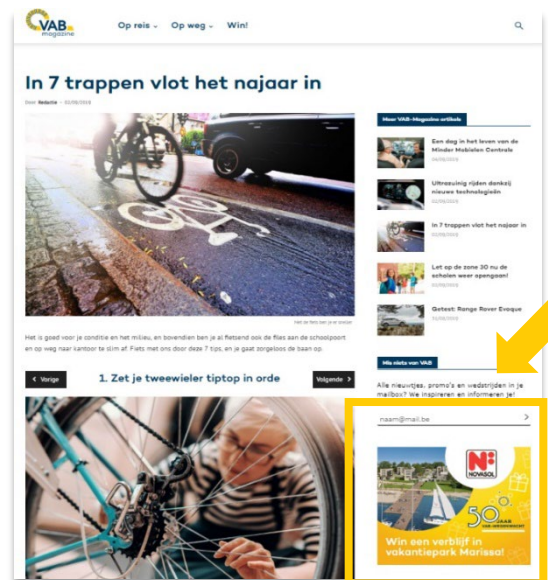 VAB
magazine
Op reis
Op weg
Win!
In 7 trappen vlot het najaar in
Door Redactie - 02/09/2019
Meer VAB-Magazine artikels
Een dag in het leven van de
Minder Mobielen Centrale
Ultrazuinig rijden dankzij
nieuwe technologieën
In 7 trappen vlot het najaar in
Let op de zone 30 nu de
scholen weer opengaan!
Getest: Range Rover Evoque
Het is goed voor je conditie en het milieu, en bovendien ben je al fietsend ook de files aan de schoolpoort
en op weg naar kantoor te slim af. Fiets met ons door deze 7 tips, en je gaat zorgeloos de baan op.
Vorige
1. Zet je tweewieler tiptop in orde
Volgende
Mis niets van VAB
Alle nieuwtjes, promo's en wedstrijden in je
mailbox? We inspireren en informeren je!
naam@mail.be
N:
NOVASOL
50
JAAR
Win een verblijf in
vakantiepark Marissa!